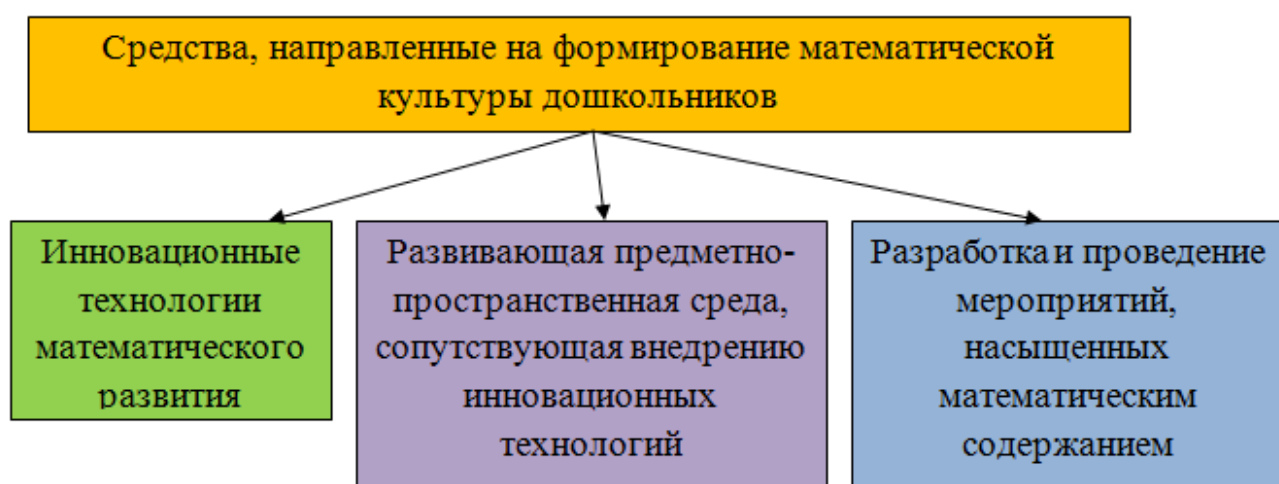 Средства, направленные на формирование математической
культуры дошкольников
Инновационные
технологии
математического
развития
Развивающая предметно-
пространственная среда,
сопутствующая внедрению
инновационных
технологий
Разработка и проведение
мероприятий,
насыщенных
математическим
содержанием